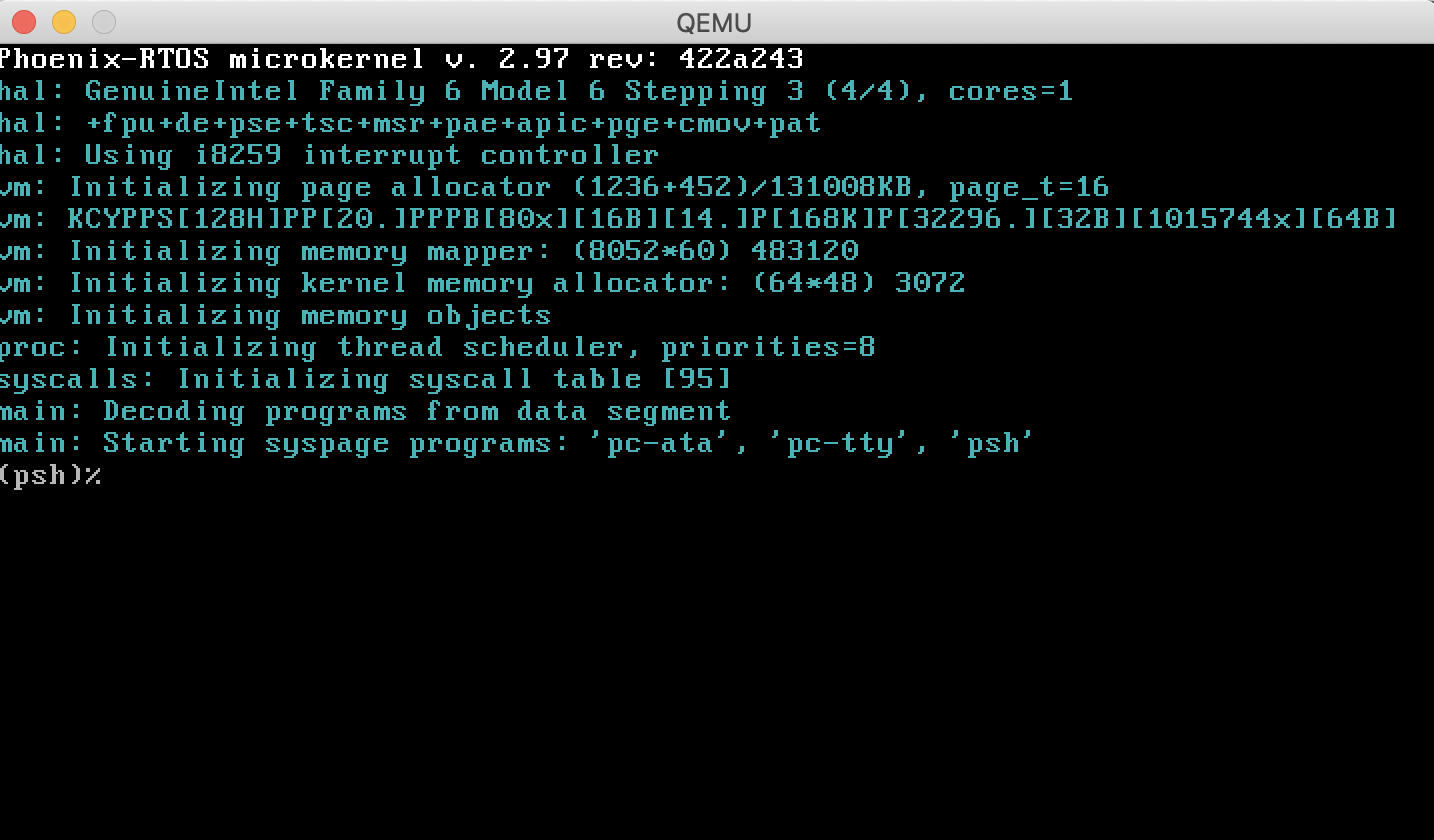 QEMU
Phoenix-RTOS microkernel v. 2.97 rev: 422a243
hal: GenuineIntel Family 6 Model 6 Stepping 3 (4/4), cores=1
hal: +fpu+de+pse+tsc+msr+pae+apic+pge+cmov+pat
hal: Using i8259 interrupt controller
vm: Initializing page allocator (1236+452)/131008KB, page_t=16
vm: KCYPPS[128H]PP[20.]PPPB[80x][16B][14.]P[168K]P[32296.][32B][1015744x][64B]
vm: Initializing memory mapper: (8052*60) 483120
vm: Initializing kernel memory allocator: (64*48) 3072
vm: Initializing memory objects
proc: Initializing thread scheduler, priorities=8
syscalls: Initializing syscall table [95]
main: Decoding programs from data segment
main: Starting syspage programs: 'pc-ata', 'pc-tty', 'psh'
(psh)%